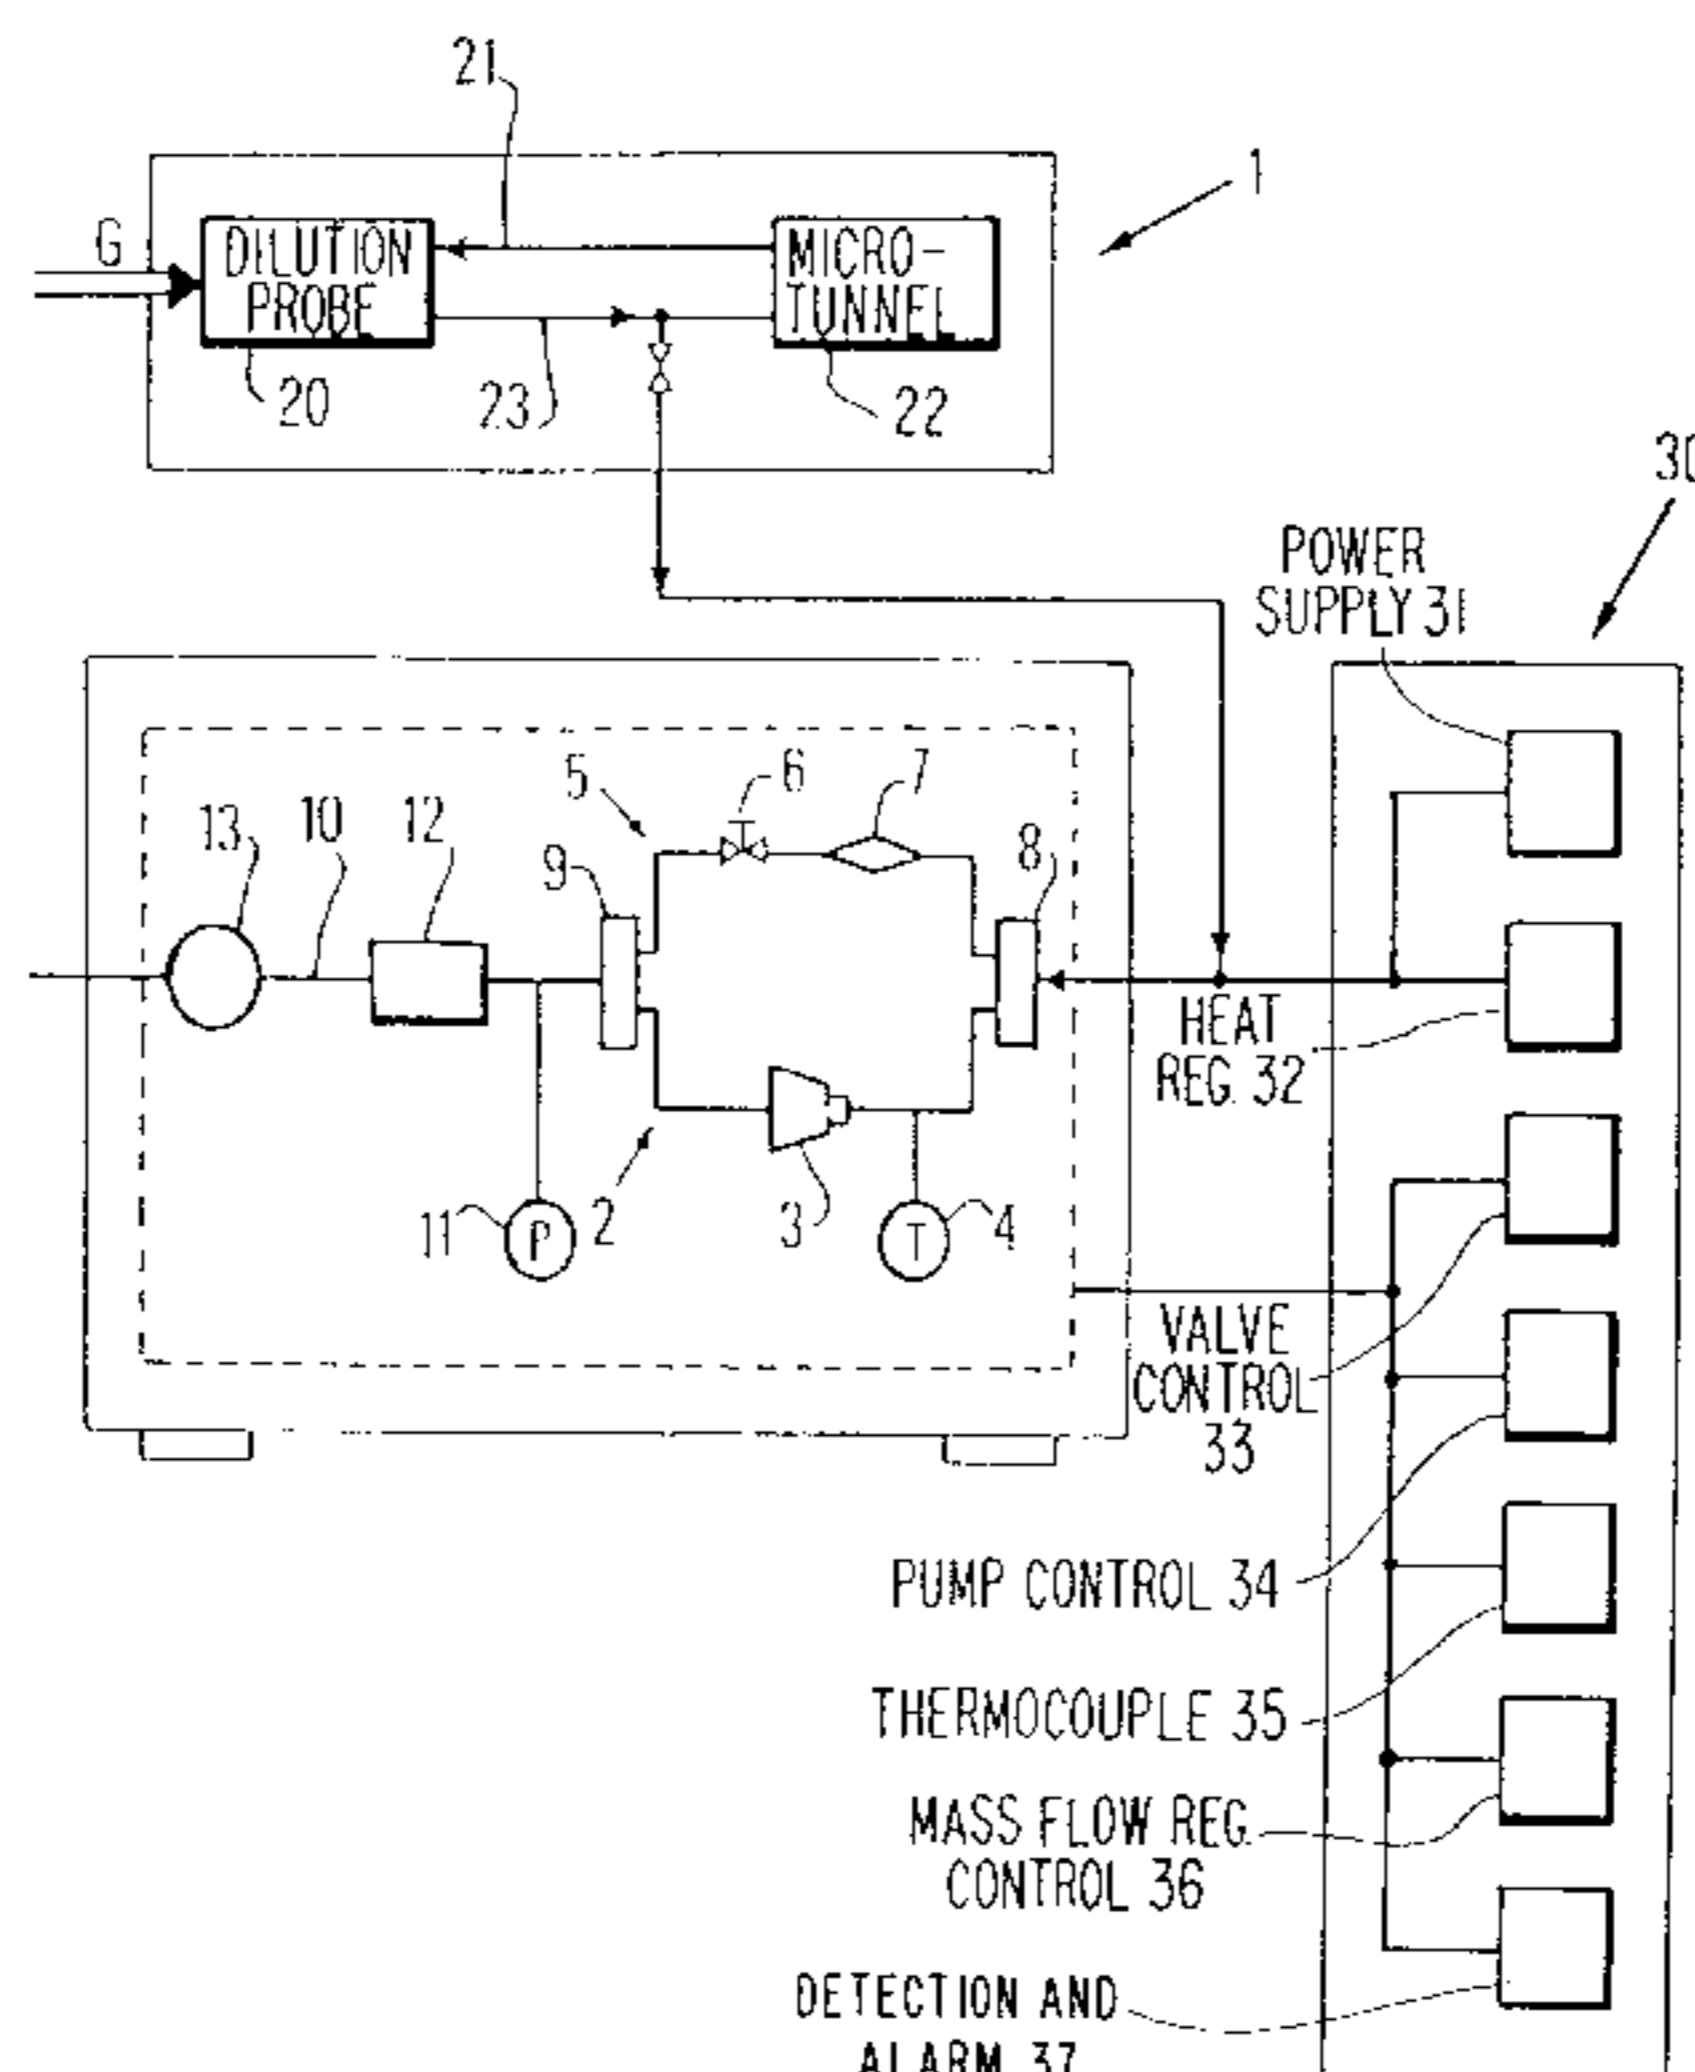 21
1
G
DILUTION
PROBE
MICRO-
TUNNEL
20
23
22
30
POWER
SUPPLY 31
5
6
7
13
10
12
9
8
HEAT
REG. 32
11
P
2
3
T
4
VALVE
CONTROL
33
PUMP CONTROL 34
THERMOCOUPLE 35
MASS FLOW REG.
CONTROL 36
DETECTION AND
ALARM 37